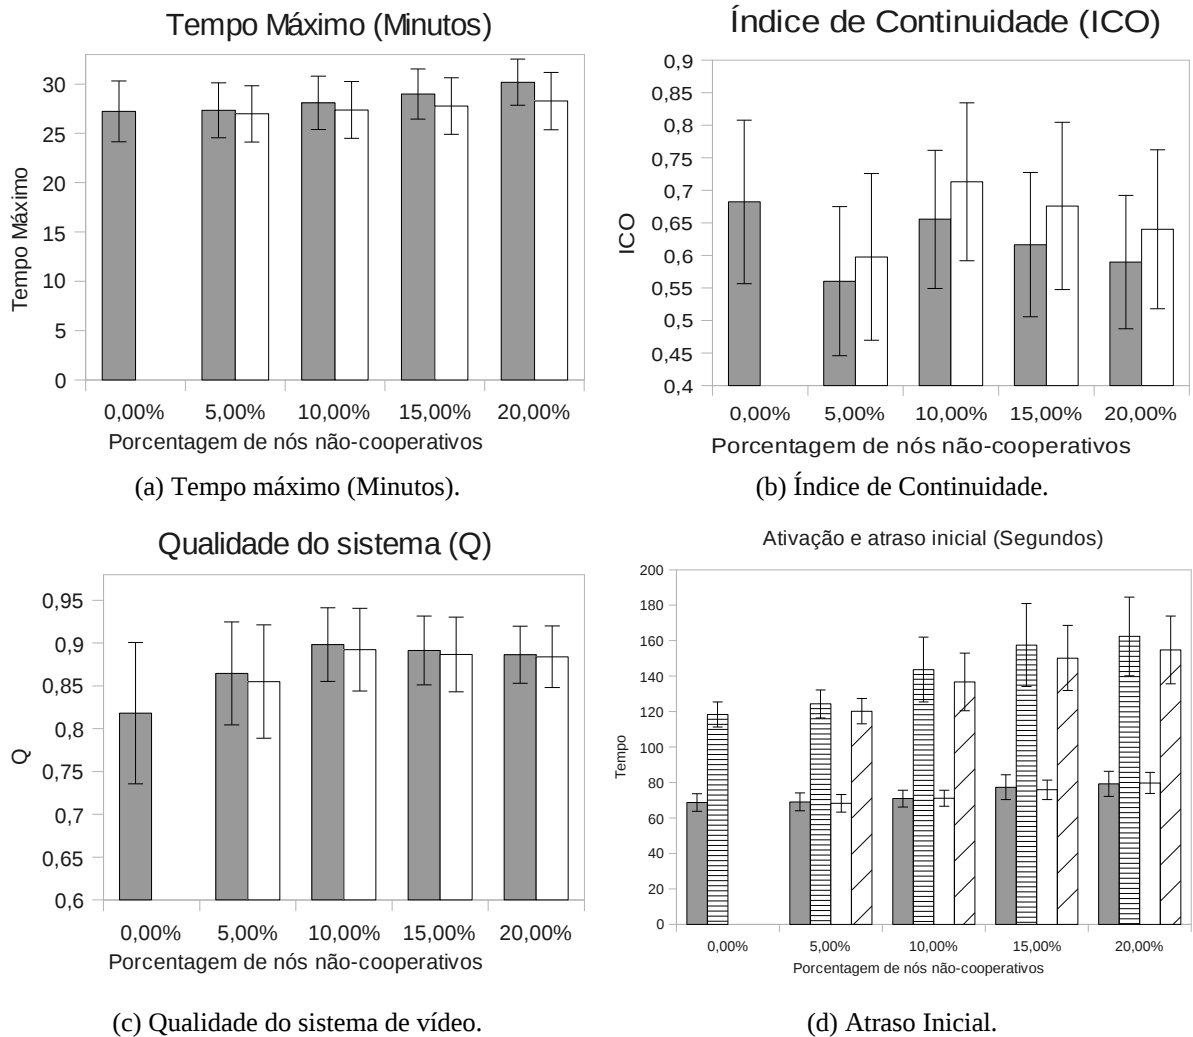 Tempo Máximo (Minutos)
Tempo Máximo
30
25
20
15
10
5
0
0,00% 5,00% 10,00% 15,00% 20,00%
Porcentagem de nós não-cooperativos
(a) Tempo máximo (Minutos).
Índice de Continuidade (ICO)
ICO
0,9
0,85
0,8
0,75
0,7
0,65
0,6
0,55
0,5
0,45
0,4
0,00% 5,00% 10,00% 15,00% 20,00%
Porcentagem de nós não-cooperativos
(b) Índice de Continuidade.
Qualidade do sistema (Q)
Q
0,95
0,9
0,85
0,8
0,75
0,7
0,65
0,6
0,00% 5,00% 10,00% 15,00% 20,00%
Porcentagem de nós não-cooperativos
(c) Qualidade do sistema de vídeo.
Ativação e atraso inicial (Segundos)
Tempo
200
180
160
140
120
100
80
60
40
20
0
0,00% 5,00% 10,00% 15,00% 20,00%
Porcentagem de nós não-cooperativos
(d) Atraso Inicial.